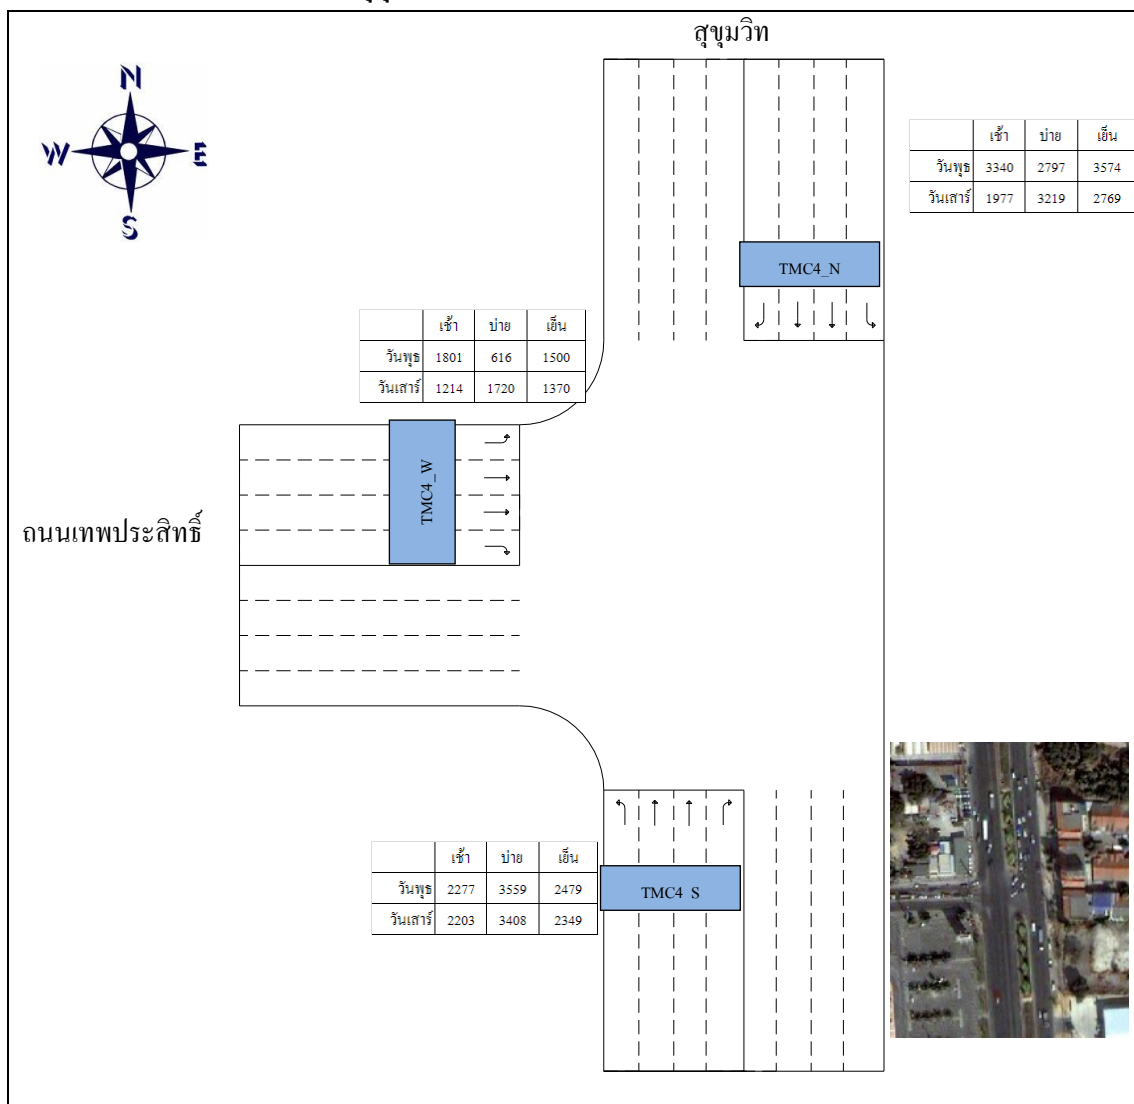 สุขุมวิท
N
W E
S
เช้า บ่าย เย็น
วันพุธ 3340 2797 3574
วันเสาร์ 1977 3219 2769
TMC4_N
เช้า บ่าย เย็น
วันพุธ 1801 616 1500
วันเสาร์ 1214 1720 1370
TMC4_W
ถนนเทพประสิทธิ์
เช้า บ่าย เย็น
วันพุธ 2277 3559 2479
วันเสาร์ 2203 3408 2349
TMC4_S